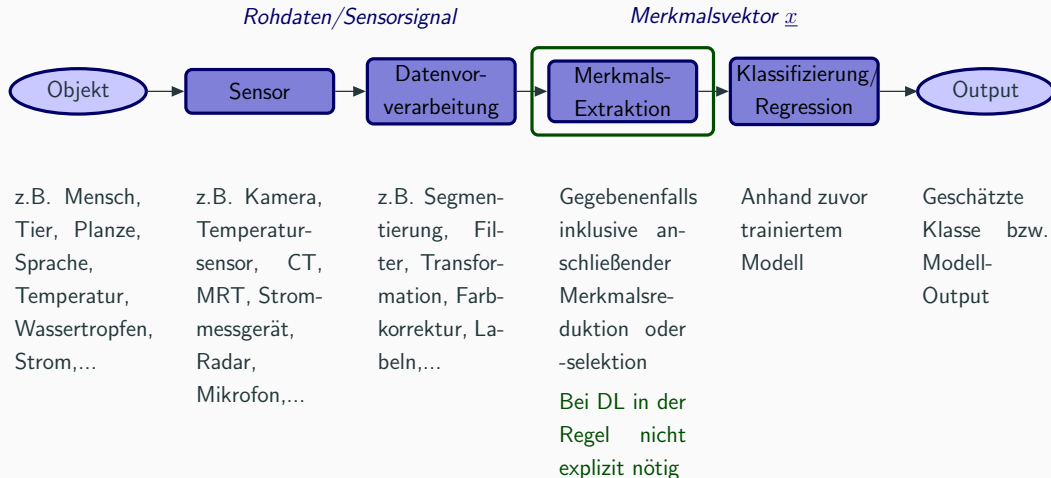 Rohdaten/Sensorsignal
Merkmalsvektor x
Objekt
Sensor
Datenvor-
verarbeitung
Merkmals-
Extraktion
Klassifizierung/
Regression
Output
z.B. Mensch,
Tier, Planze,
Sprache,
Temperatur,
Wassertropfen,
Strom,...
z.B. Kamera,
Temperatur-
sensor, CT,
MRT, Strom-
messgerät,
Radar,
Mikrofon,...
z.B. Segmen-
tierung, Fil-
ter, Transfor-
mation, Farb-
korrektur, La-
beln,...
Gegebenenfalls
inklusive an-
schließender
Merkmalsre-
duktion oder
-selektion
Bei DL in der
Regel nicht
explizit nötig
Anhand zuvor
trainiertem
Modell
Geschätzte
Klasse bzw.
Modell-
Output